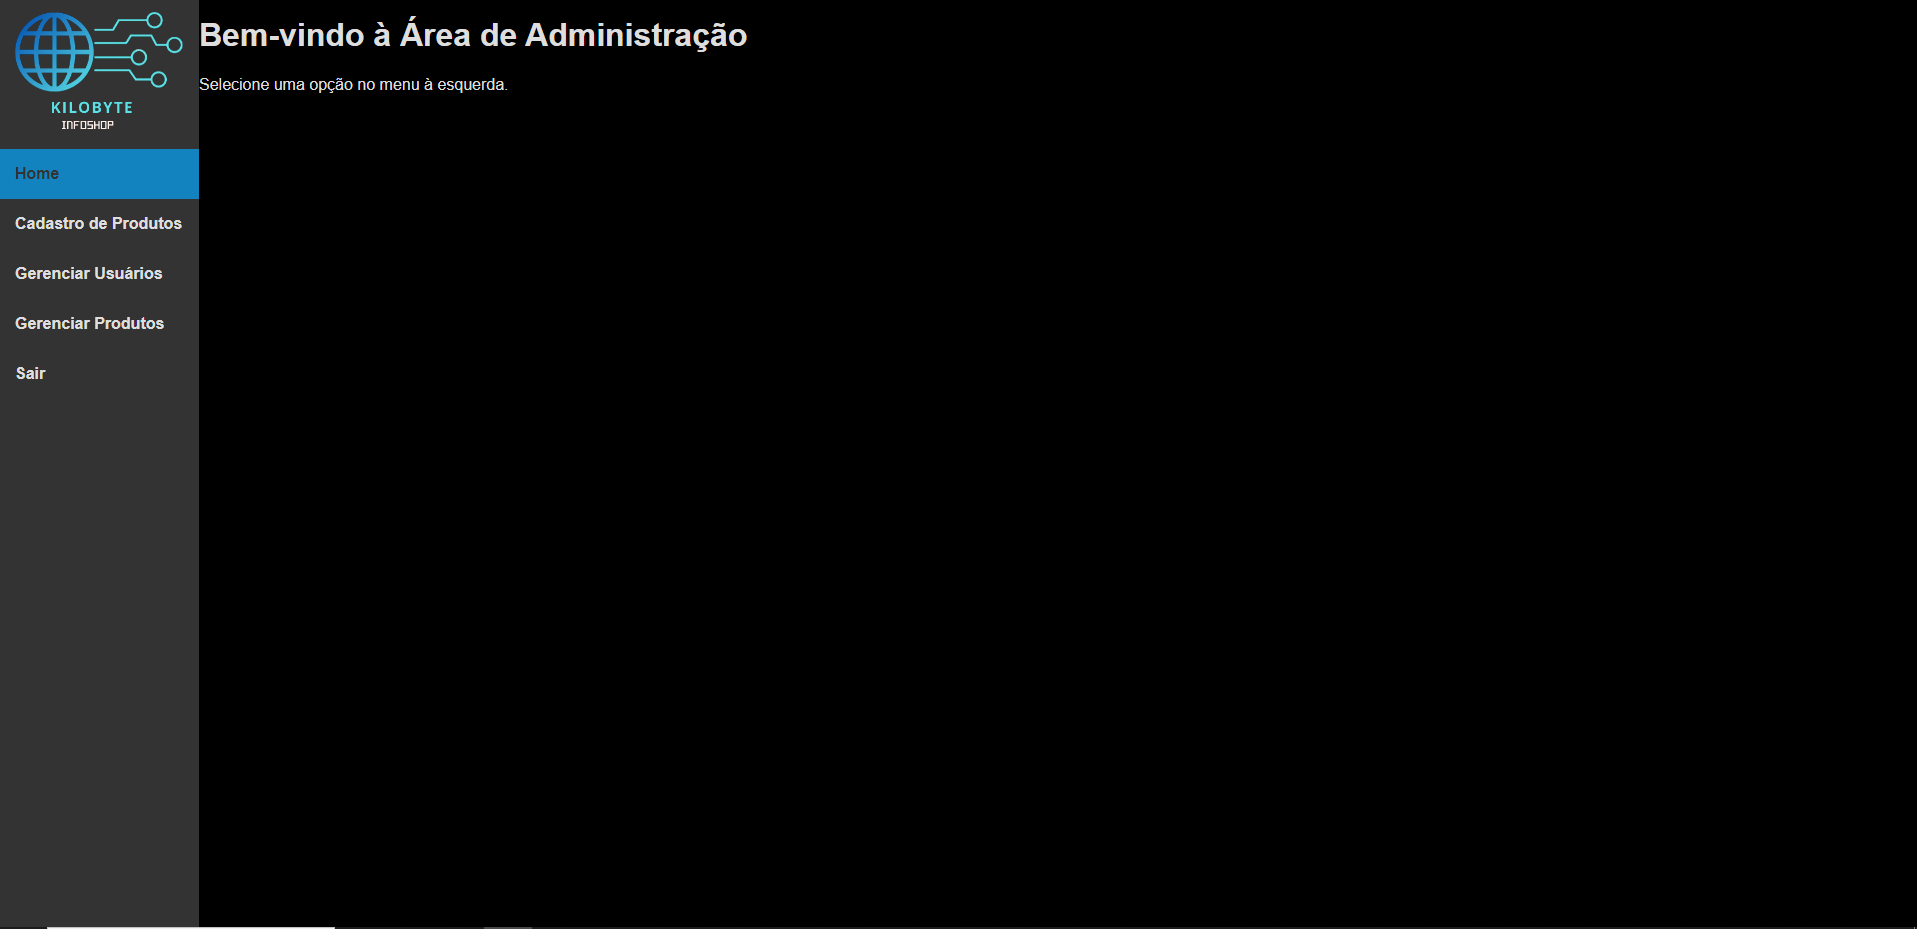 KILOBYTE
INFOSHOP
Home
Cadastro de Produtos
Gerenciar Usuários
Gerenciar Produtos
Sair
Bem-vindo à Área de Administração
Selecione uma opção no menu à esquerda.